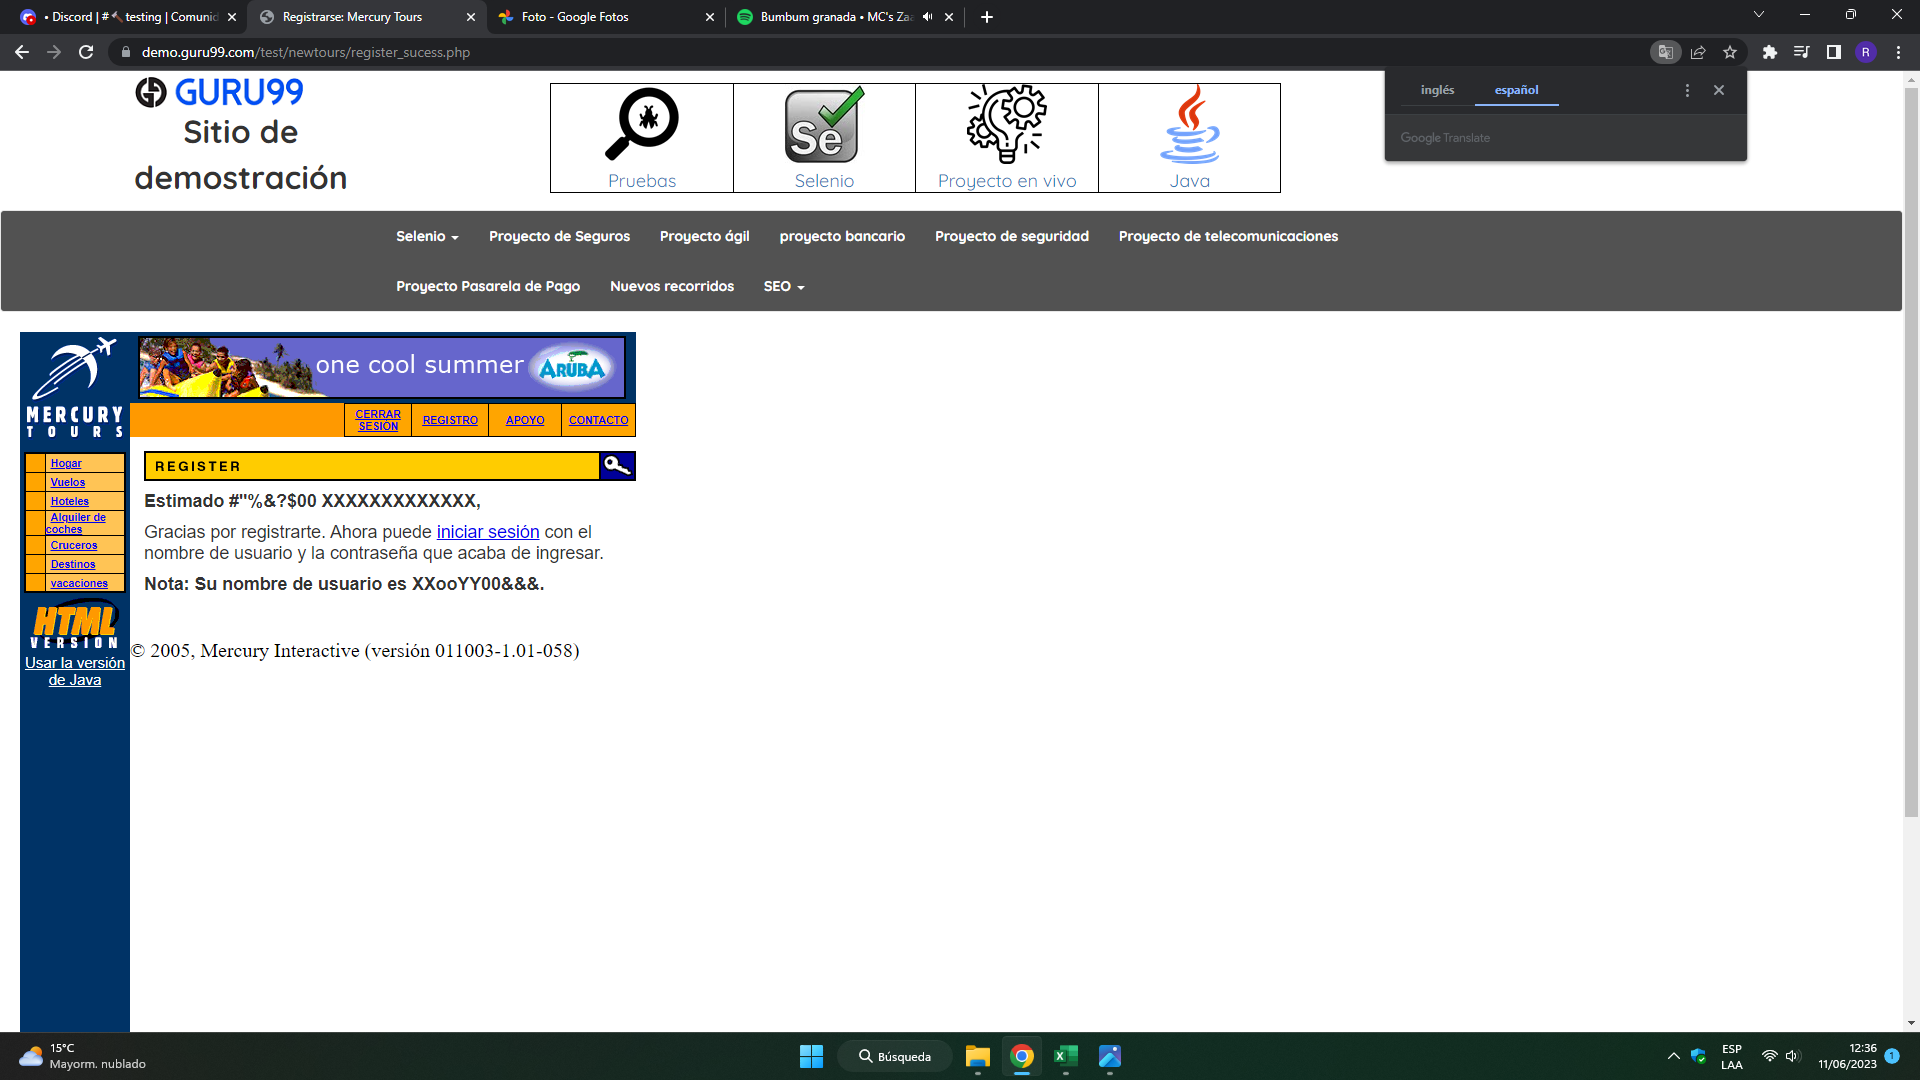 • Discord | #🔨testing | Comunid
Registrarse: Mercury Tours
Foto - Google Fotos
Bumbum granada • MC's Zaa
demo.guru99.com/test/newtours/register_sucess.php
R
inglés
español
Google Translate
GURU99
Sitio de
demostración
Se
Pruebas
Selenio
Proyecto en vivo
Java
Selenio
Proyecto de Seguros
Proyecto ágil
proyecto bancario
Proyecto de seguridad
Proyecto de telecomunicaciones
Proyecto Pasarela de Pago
Nuevos recorridos
SEO
MERCURY
TOURS
one cool summer
ARUBA
CERRAR
SESIÓN
REGISTRO
APOYO
CONTACTO
Hogar
Vuelos
Hoteles
Alquiler de
coches
Cruceros
Destinos
vacaciones
HTML
VERSION
Usar la versión
de Java
REGISTER
Estimado #"%&?$00 XXXXXXXXXXXXX,
Gracias por registrarte. Ahora puede iniciar sesión con el
nombre de usuario y la contraseña que acaba de ingresar.
Nota: Su nombre de usuario es XXooYY00&&&.
© 2005, Mercury Interactive (versión 011003-1.01-058)
15°C
Mayorm. nublado
Búsqueda
ESP
LAA
12:36
11/06/2023
1